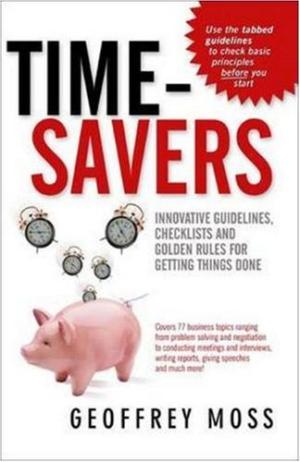 Use the tabbed
guidelines
to check basic
principles
before you
start
TIME-
SAVERS
INNOVATIVE GUIDELINES,
CHECKLISTS AND
GOLDEN RULES FOR
GETTING THINGS DONE
Covers 77 business topics ranging
from problem solving and negotiation
to conducting meetings and interviews,
writing reports, giving speeches
and much more!
GEOFFREY MOSS